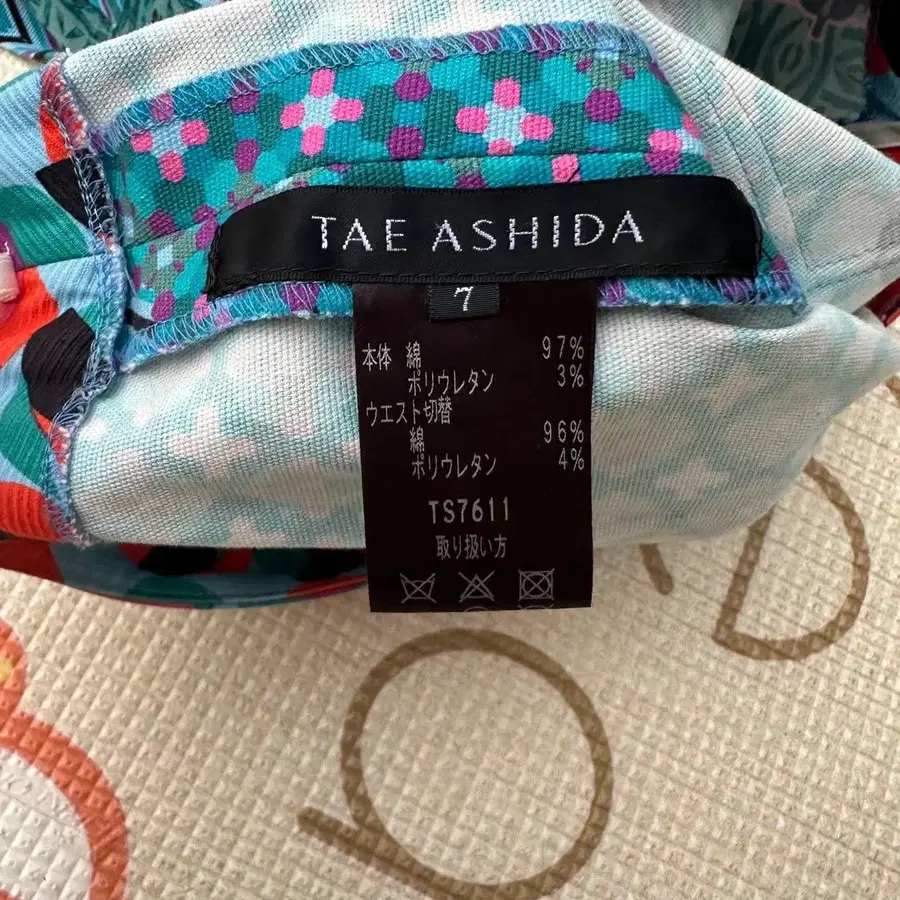 TAE ASHIDA
7
本体 綿 97%
ポリウレタン 3%
ウエスト切替
綿 96%
ポリウレタン 4%
TS7611
取り扱い方